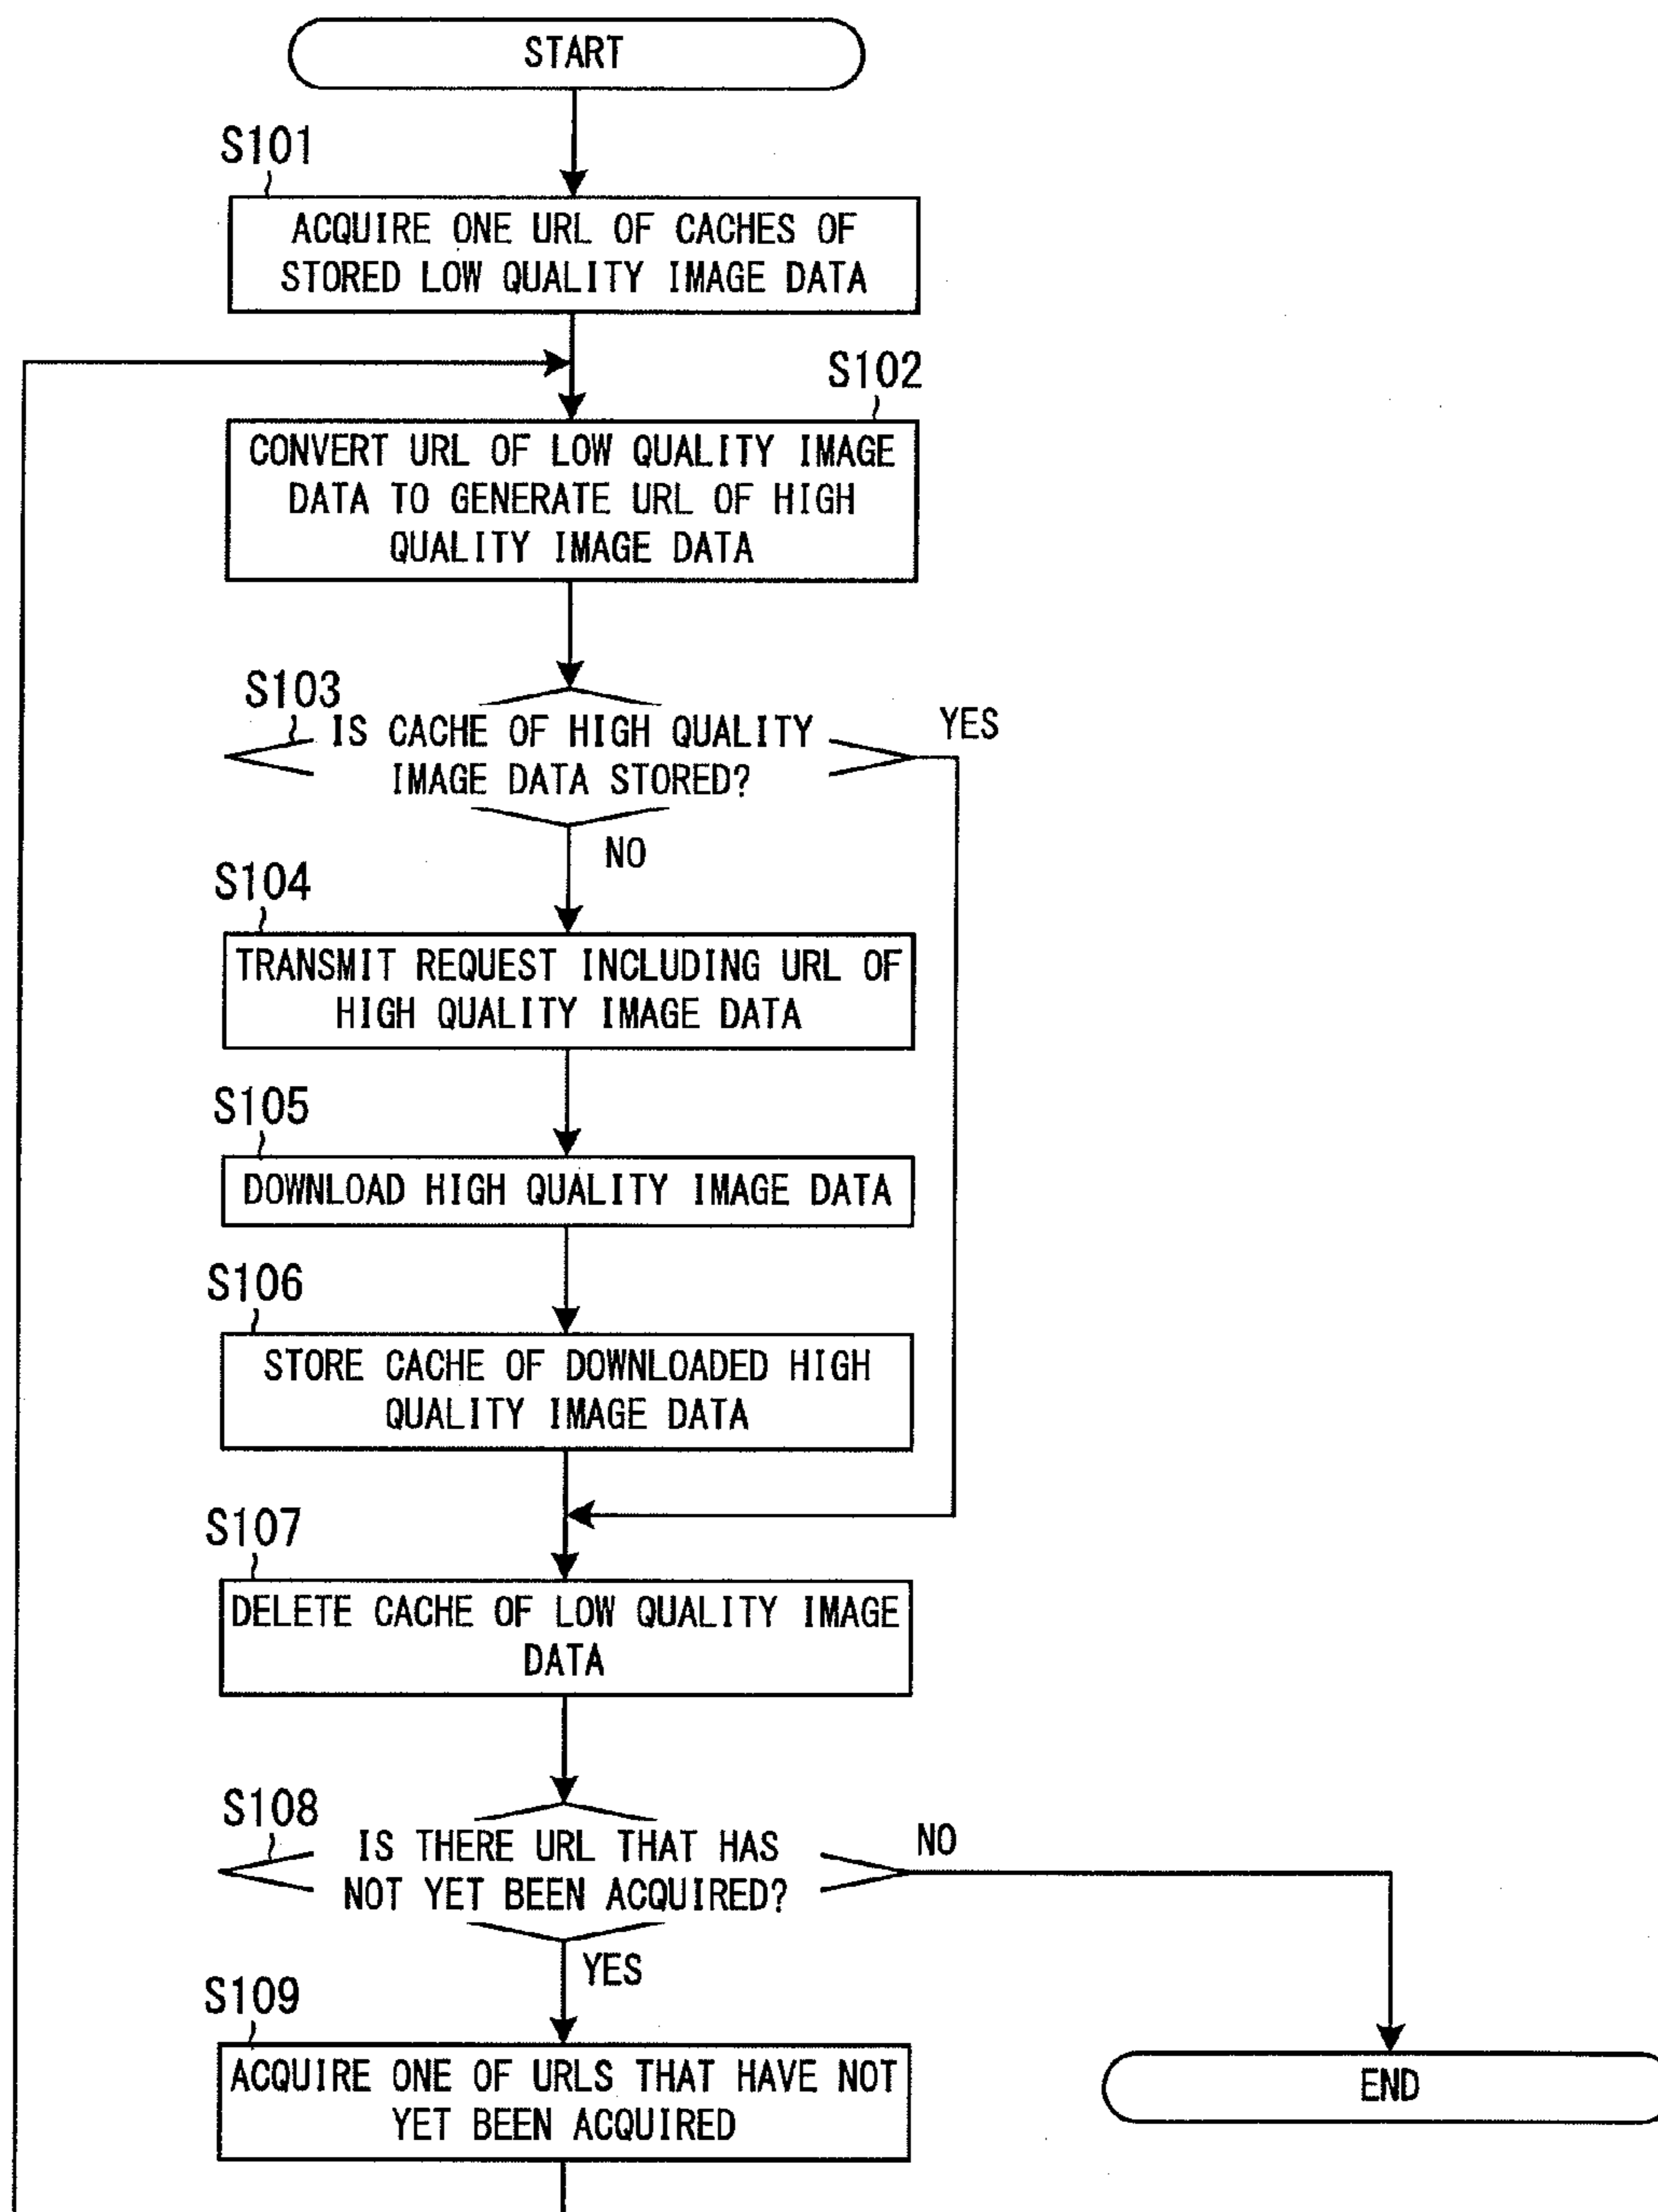 START
S101
ACQUIRE ONE URL OF CACHES OF
STORED LOW QUALITY IMAGE DATA
S102
CONVERT URL OF LOW QUALITY IMAGE
DATA TO GENERATE URL OF HIGH
QUALITY IMAGE DATA
S103
IS CACHE OF HIGH QUALITY
IMAGE DATA STORED?
YES
NO
S104
TRANSMIT REQUEST INCLUDING URL OF
HIGH QUALITY IMAGE DATA
S105
DOWNLOAD HIGH QUALITY IMAGE DATA
S106
STORE CACHE OF DOWNLOADED HIGH
QUALITY IMAGE DATA
S107
DELETE CACHE OF LOW QUALITY IMAGE
DATA
S108
IS THERE URL THAT HAS
NOT YET BEEN ACQUIRED?
NO
YES
S109
ACQUIRE ONE OF URLS THAT HAVE NOT
YET BEEN ACQUIRED
END